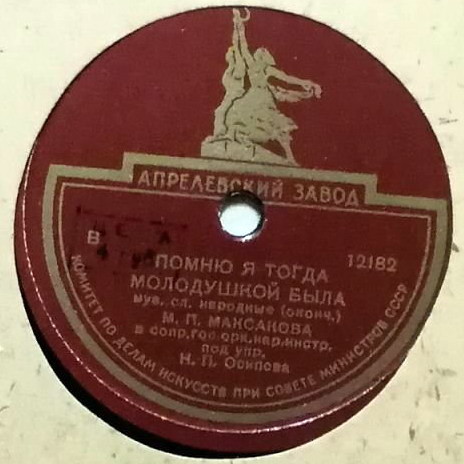 АПРЕЛЕВСКИЙ ЗАВОД
В
12182
ПОМНЮ Я ТОГДА
МОЛОДУШКОЙ БЫЛА
муз. сл. народные (оконч.)
М. П. МАКСАКОВА
в сопр. гос. орк. нар. инстр.
под упр.
Н. П. Осипова
КОМИТЕТ ПО ДЕЛАМ ИСКУССТВ ПРИ СОВЕТЕ МИНИСТРОВ СССР